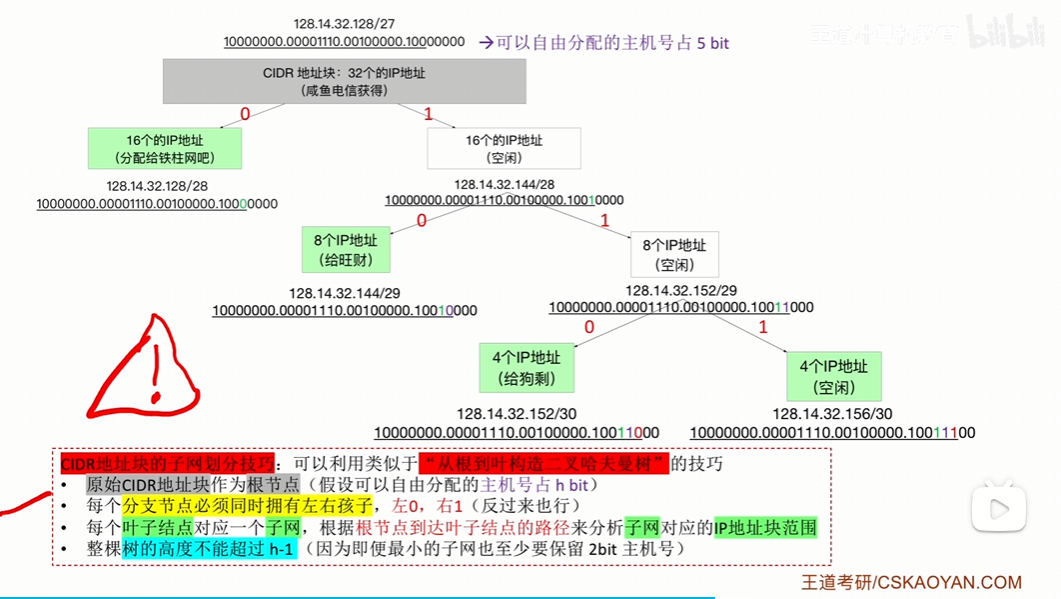 128.14.32.128/27
10000000.00001110.00100000.10000000
→可以自由分配的主机号占 5 bit
bilibili
CIDR 地址块：32个的IP地址
（咸鱼电信获得）
0
1
16个的IP地址
（分配给铁柱网吧）
16个的IP地址
（空闲）
128.14.32.128/28
10000000.00001110.00100000.10000000
128.14.32.144/28
10000000.00001110.00100000.10010000
0
1
8个IP地址
（给旺财）
8个IP地址
（空闲）
128.14.32.144/29
10000000.00001110.00100000.10010000
128.14.32.152/29
10000000.00001110.00100000.10011000
0
1
4个IP地址
（给狗剩）
4个IP地址
（空闲）
128.14.32.152/30
10000000.00001110.00100000.10011000
128.14.32.156/30
10000000.00001110.00100000.10011100
CIDR地址块的子网划分技巧：可以利用类似于“从根到叶构造二叉哈夫曼树”的技巧
• 原始CIDR地址块作为根节点（假设可以自由分配的主机号占 h bit）
• 每个分支节点必须同时拥有左右孩子，左0，右1（反过来也行）
• 每个叶子结点对应一个子网，根据根节点到达叶子结点的路径来分析子网对应的IP地址块范围
• 整棵树的高度不能超过 h-1（因为即便最小的子网也至少要保留 2bit 主机号）
王道考研/CSKAOYAN.COM